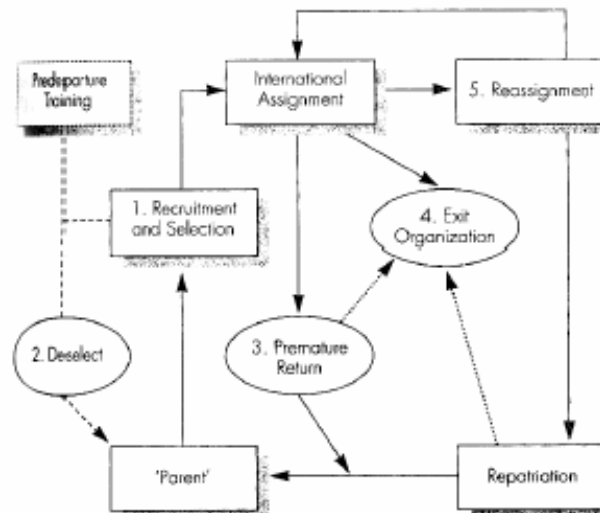 Predeparture
Training
International
Assignment
5. Reassignment
1. Recruitment
and Selection
4. Exit
Organization
2. Deselect
3. Premature
Return
'Parent'
Repatriation